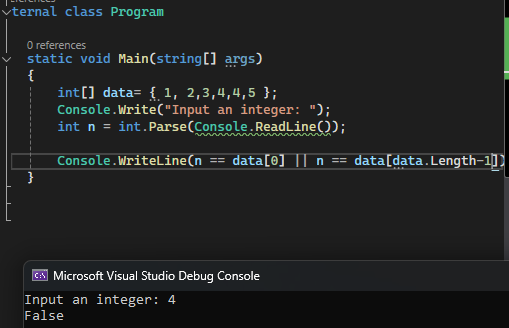 ternal class Program
0 references
static void Main(string[] args)
{
int[] data= { 1, 2,3,4,4,5 };
Console.Write("Input an integer: ");
int n = int.Parse(Console.ReadLine());
Console.WriteLine(n == data[0] || n == data[data.Length-1])
}
Microsoft Visual Studio Debug Console
Input an integer: 4
False